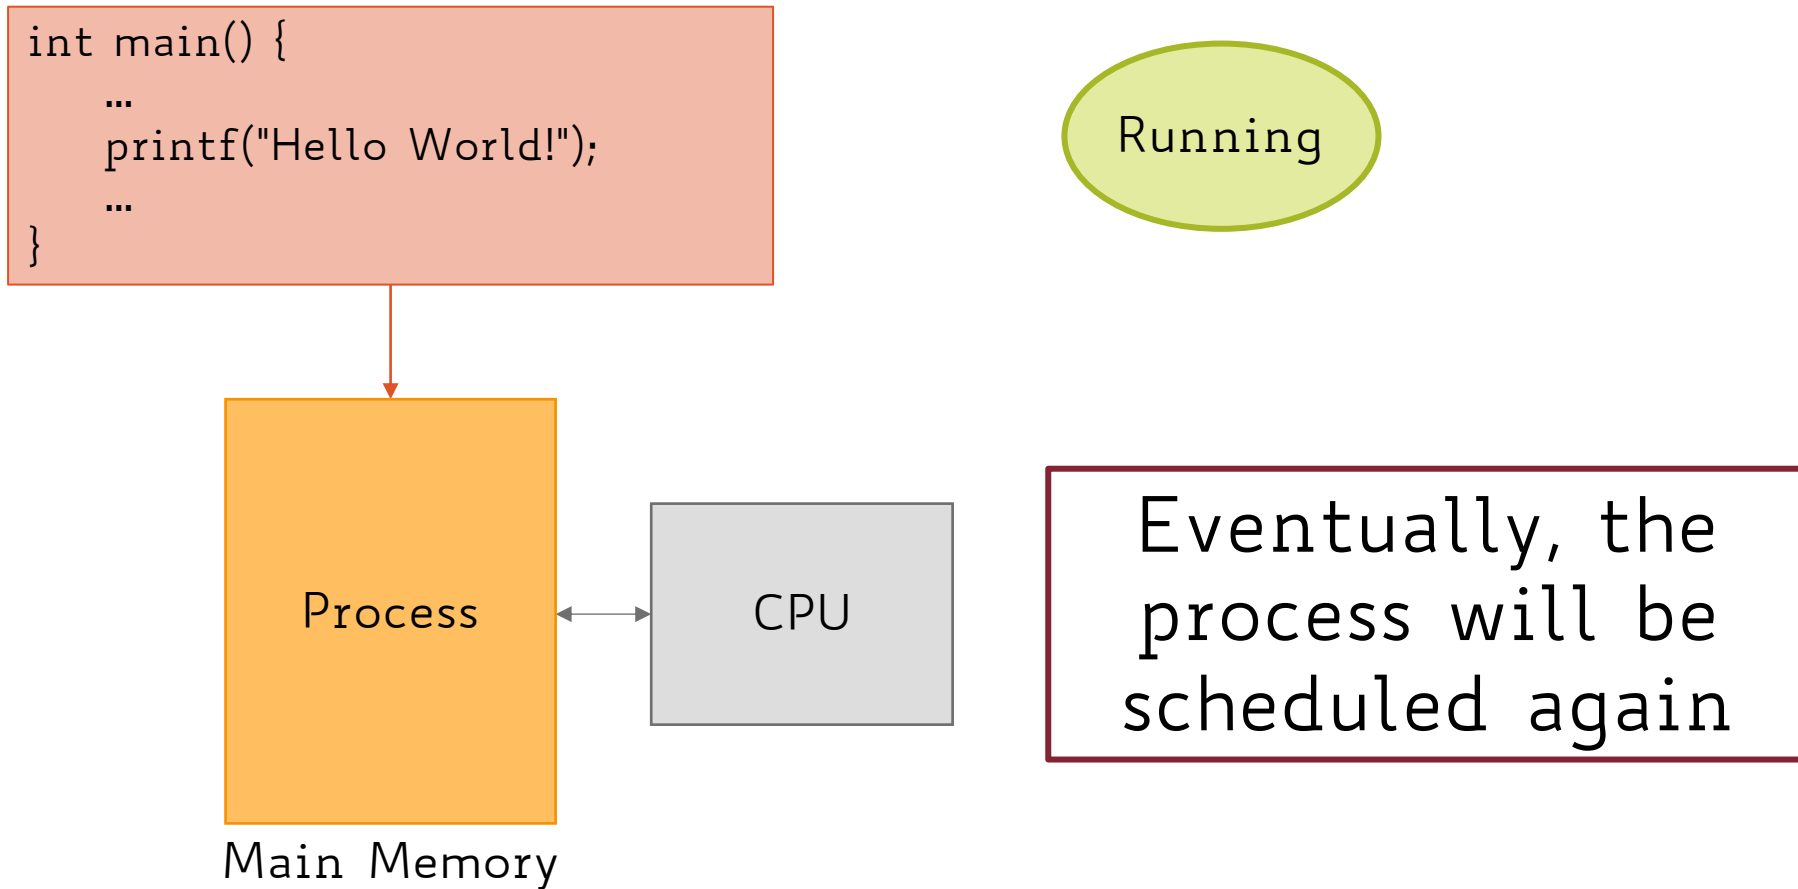 int main() {
…
printf("Hello World!");
…
}
Running
Process
CPU
Main Memory
Eventually, the
process will be
scheduled again